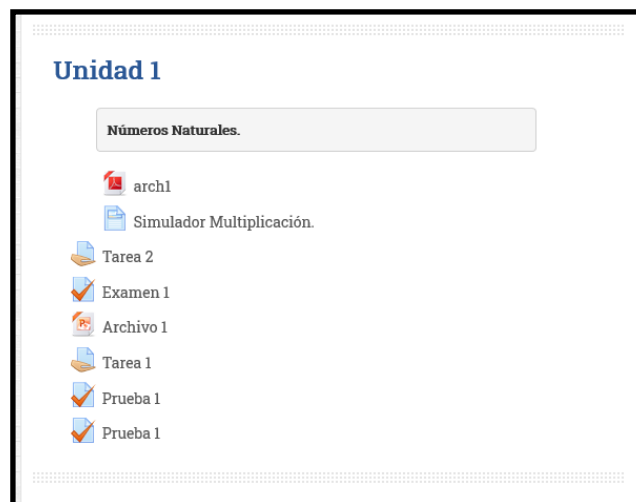 Unidad 1
Números Naturales.
arch1
Simulador Multiplicación.
Tarea 2
Examen 1
Archivo 1
Tarea 1
Prueba 1
Prueba 1